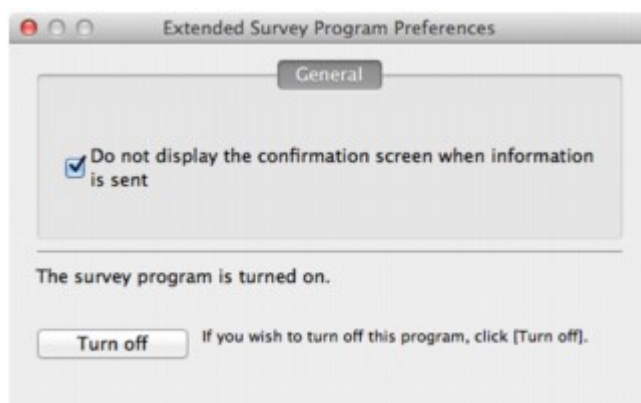 Extended Survey Program Preferences
General
Do not display the confirmation screen when information
is sent
The survey program is turned on.
Turn off
If you wish to turn off this program, click [Turn off].